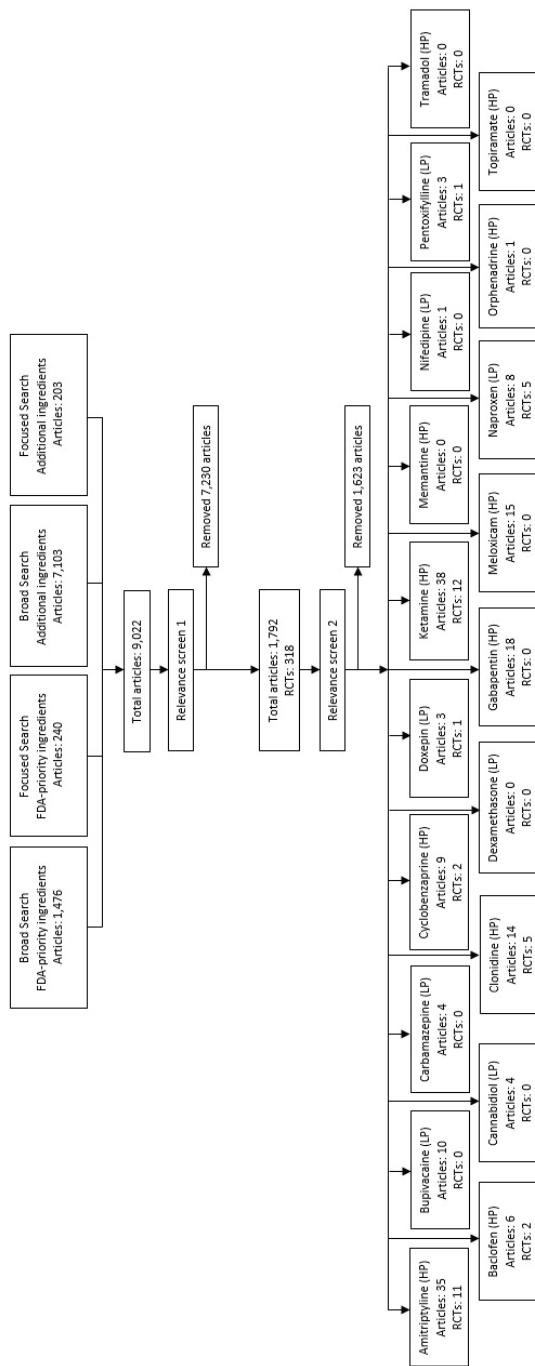 Broad Search
FDA-priority ingredients
Articles: 1,476
Focused Search
FDA-priority ingredients
Articles: 240
Broad Search
Additional ingredients
Articles: 7,103
Focused Search
Additional ingredients
Articles: 203
Total articles: 9,022
Relevance screen 1
Removed 7,230 articles
Total articles: 1,792
RCTs: 318
Relevance screen 2
Removed 1,623 articles
Amitriptyline (HP)
Articles: 35
RCTs: 11
Bupivacaine (LP)
Articles: 10
RCTs: 0
Carbamazepine (LP)
Articles: 4
RCTs: 0
Cyclobenzaprine (HP)
Articles: 9
RCTs: 2
Doxepin (LP)
Articles: 3
RCTs: 1
Ketamine (HP)
Articles: 38
RCTs: 12
Memantine (HP)
Articles: 0
RCTs: 0
Nifedipine (LP)
Articles: 1
RCTs: 0
Pentoxifylline (LP)
Articles: 3
RCTs: 1
Tramadol (HP)
Articles: 0
RCTs: 0
Baclofen (HP)
Articles: 6
RCTs: 2
Cannabidiol (LP)
Articles: 4
RCTs: 0
Clonidine (HP)
Articles: 14
RCTs: 5
Dexamethasone (LP)
Articles: 0
RCTs: 0
Gabapentin (HP)
Articles: 18
RCTs: 0
Meloxicam (HP)
Articles: 15
RCTs: 0
Naproxen (LP)
Articles: 8
RCTs: 5
Orphenadrine (HP)
Articles: 1
RCTs: 0
Topiramate (HP)
Articles: 0
RCTs: 0